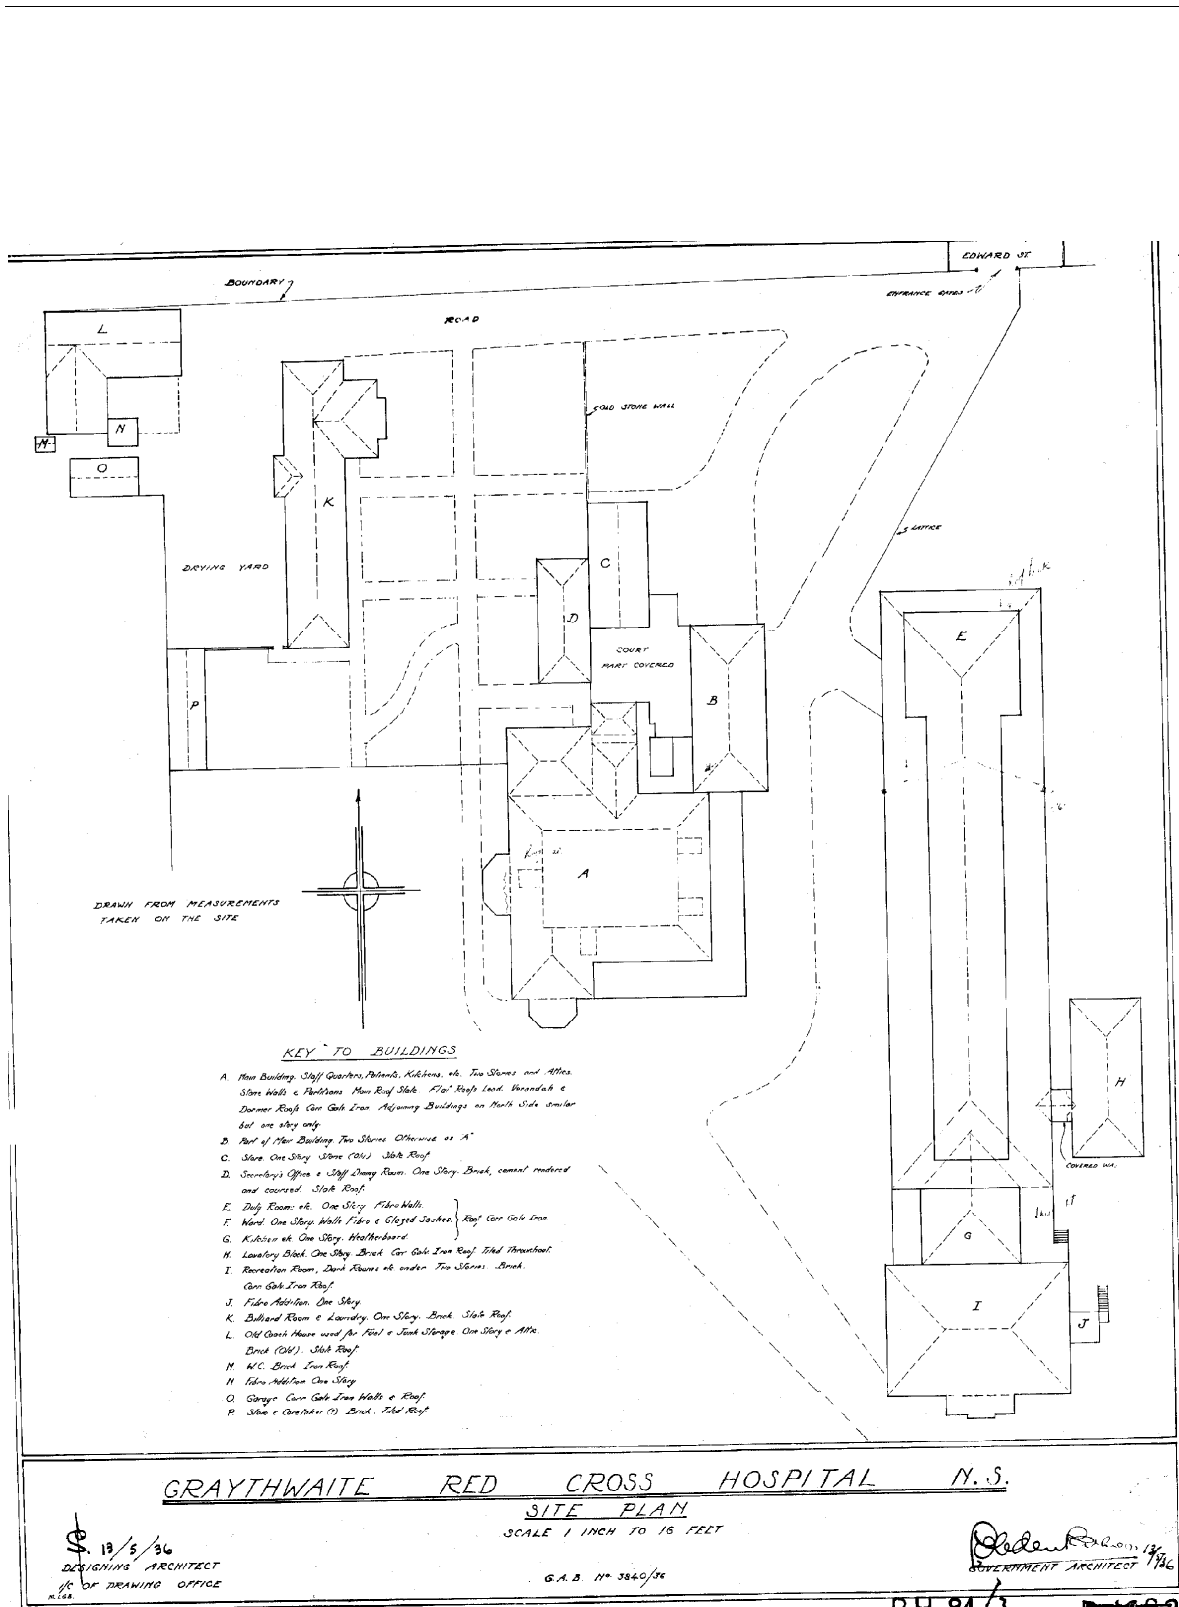 EDWARD ST.
BOUNDARY
ENTRANCE GATES
ROAD
L
OLD STONE WALL
N
M
O
K
LATTICE
C
DRYING YARD
E
D
COURT
PART COVERED
B
P
A
DRAWN FROM MEASUREMENTS
TAKEN ON THE SITE
H
COVERED WA.
G
I
J
KEY TO BUILDINGS
A. Main Building. Staff Quarters, Patients, Kitchens, etc. Two Stories and Attics.
Stone Walls & Partitions Main Roof Slate. Flat Roofs Lead. Verandah &
Dormer Roofs Corr Galv Iron. Adjoining Buildings on North Side similar
but one story only.
B Part of Main Building. Two Stories. Otherwise as "A"
C. Store. One Story Stone (Old). Slate Roof
D. Secretary's Office & Staff Dining Room. One Story. Brick, cement rendered
and coursed. Slate Roof.
E. Duty Rooms etc. One Story Fibro Walls.
F. Ward. One Story. Walls Fibro & Glazed Sashes. } Roof Corr Galv Iron
G. Kitchen etc One Story. Weatherboard.
H. Lavatory Block. One Story. Brick Corr Galv. Iron Roof. Tiled Throughout.
I. Recreation Room, Dark Rooms etc under Two Stories. Brick.
Corr Galv Iron Roof.
J. Fibro Addition. One Story.
K. Billiard Room & Laundry. One Story. Brick. Slate Roof.
L. Old Coach House used for Fuel & Junk Storage. One Story & Attic.
Brick (Old). Slate Roof.
M. W.C. Brick Iron Roof.
N Fibro Addition One Story
O. Garage Corr Galv Iron Walls & Roof.
P. Store & Caretaker (?) Brick. Tiled Roof
GRAYTHWAITE RED CROSS HOSPITAL N.S.
SITE PLAN
SCALE 1 INCH TO 16 FEET
S. 13/5/36
DESIGNING ARCHITECT
I/C OF DRAWING OFFICE
G.A.B. No. 3840/36
GOVERNMENT ARCHITECT